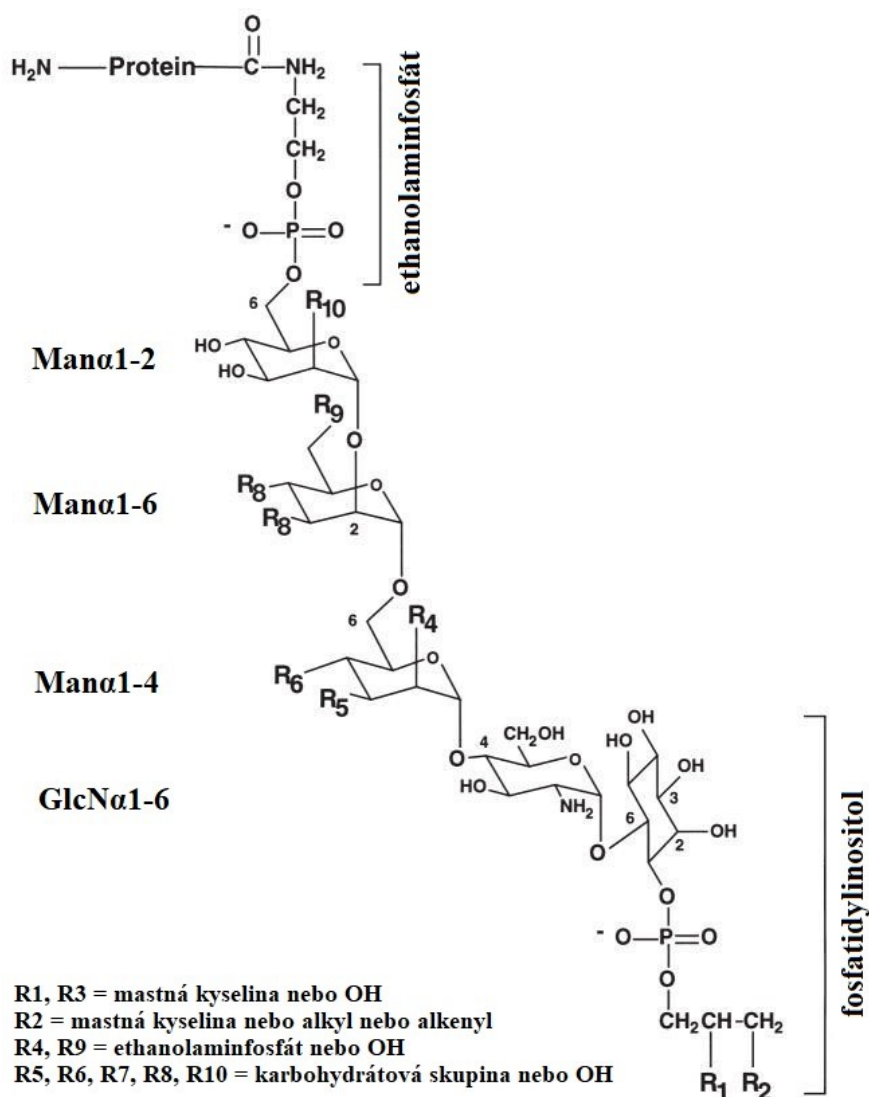 O
H₂N Protein C NH₂
CH₂
CH₂
O
- O P O
O
ethanolaminfosfát
6
R10
HO O
Manα1-2
HO
R9
O
Manα1-6
R8 O
R8
2
O
6
R4
Manα1-4
R6 O
R5
O 4 CH₂OH O
GlcNα1-6
HO NH₂
OH
HO OH
3
6 2 OH
O
O
- O P O
O
CH₂CH-CH₂
R1 R2
fosfatidylinositol
R1, R3 = mastná kyselina nebo OH
R2 = mastná kyselina nebo alkyl nebo alkenyl
R4, R9 = ethanolaminfosfát nebo OH
R5, R6, R7, R8, R10 = karbohydrátová skupina nebo OH